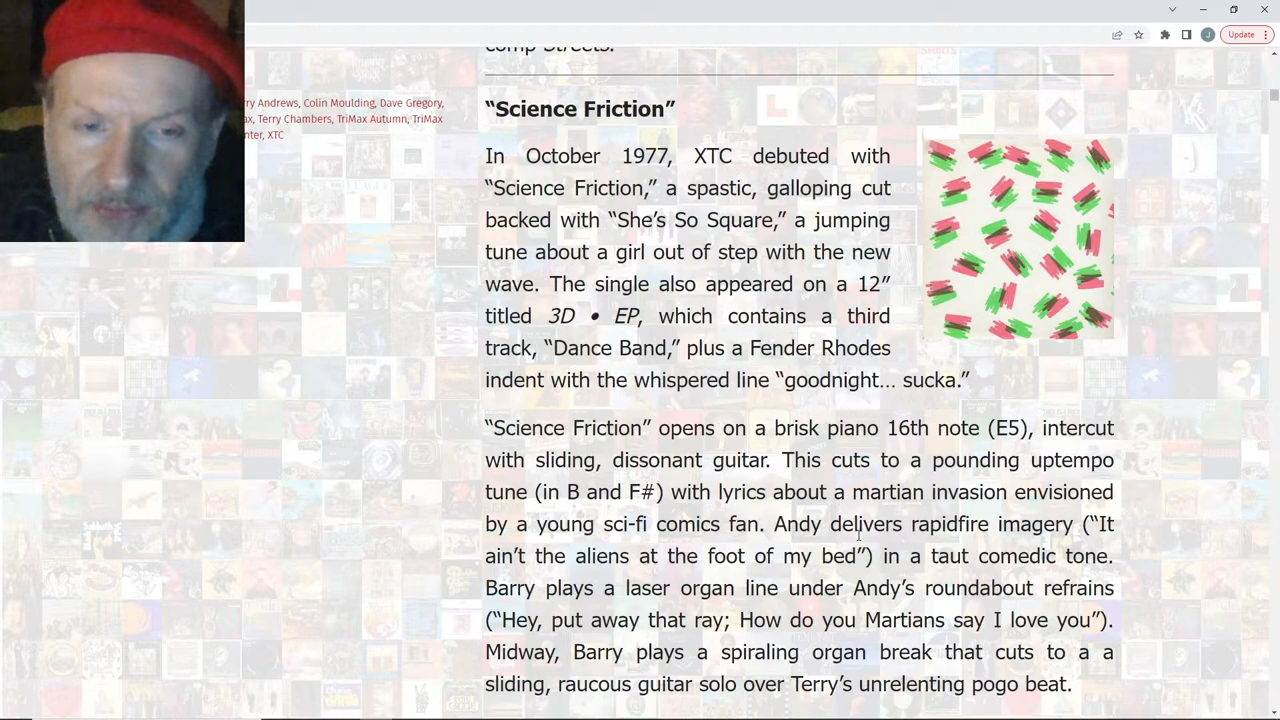 Update
comp Streets.
ry Andrews, Colin Moulding, Dave Gregory,
ax, Terry Chambers, TriMax Autumn, TriMax
nter, XTC
“Science Friction”
In October 1977, XTC debuted with
“Science Friction,” a spastic, galloping cut
backed with “She’s So Square,” a jumping
tune about a girl out of step with the new
wave. The single also appeared on a 12″
titled 3D • EP, which contains a third
track, “Dance Band,” plus a Fender Rhodes
indent with the whispered line “goodnight… sucka.”
“Science Friction” opens on a brisk piano 16th note (E5), intercut
with sliding, dissonant guitar. This cuts to a pounding uptempo
tune (in B and F#) with lyrics about a martian invasion envisioned
by a young sci-fi comics fan. Andy delivers rapidfire imagery (“It
ain’t the aliens at the foot of my bed”) in a taut comedic tone.
Barry plays a laser organ line under Andy’s roundabout refrains
(“Hey, put away that ray; How do you Martians say I love you”).
Midway, Barry plays a spiraling organ break that cuts to a a
sliding, raucous guitar solo over Terry’s unrelenting pogo beat.